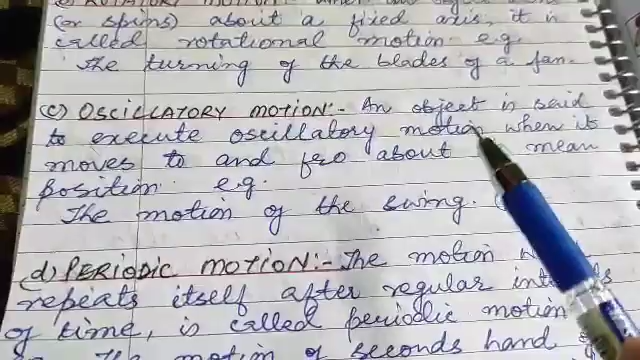 (or spins) about a fixed axis, it is
called rotational motion. e.g.
The turning of the blades of a fan.
(c) OSCILLATORY MOTION:- An object is said
to execute oscillatory motion when it
moves to and fro about mean
position. e.g.
The motion of the swing.
(d) PERIODIC MOTION:- The motion
repeats itself after regular
of time, is called periodic motion
The motion of seconds hand